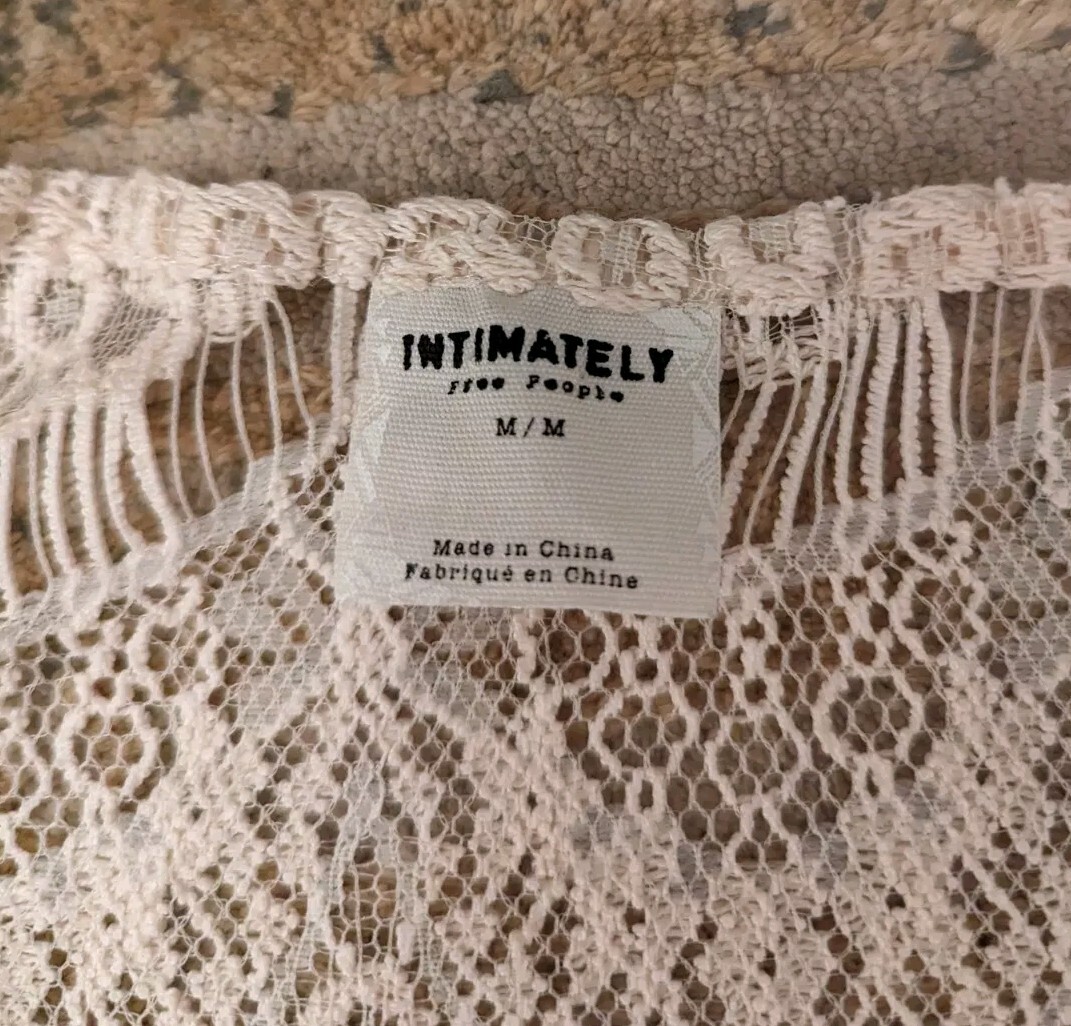 INTIMATELY
Free People
M/M
Made in China
Fabriqué en Chine